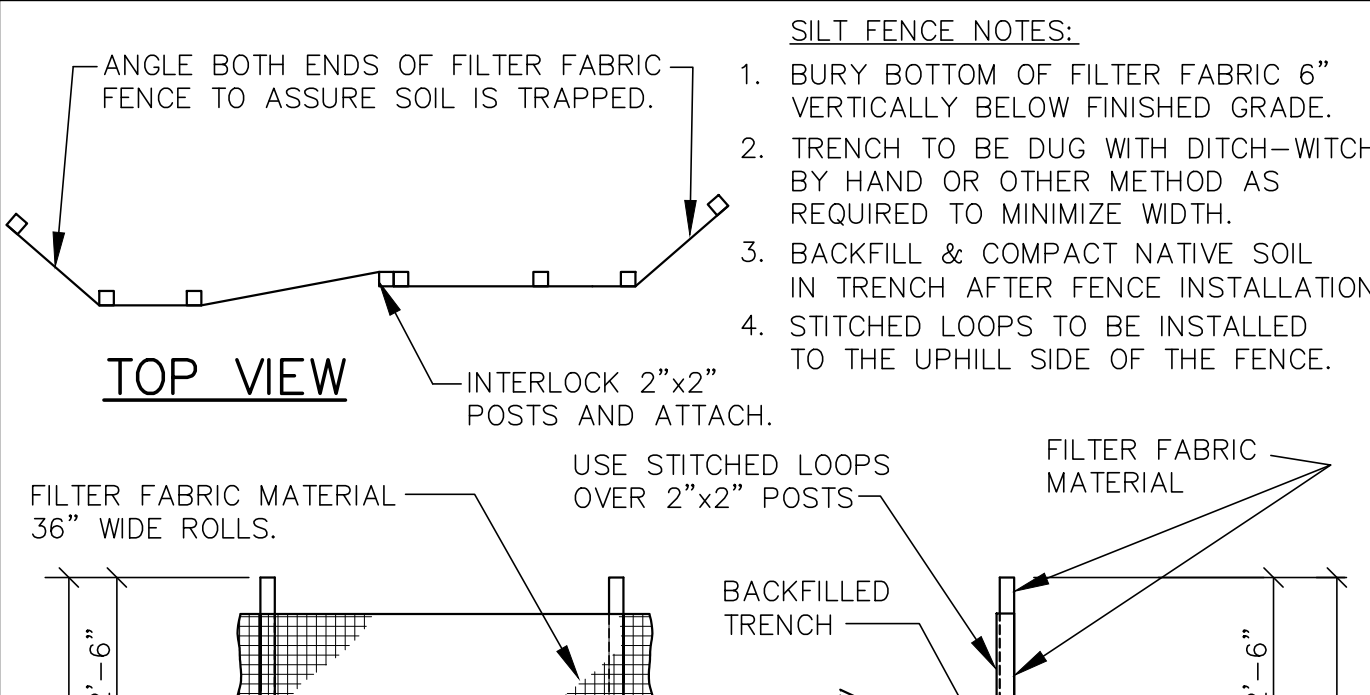 SILT FENCE NOTES:
1. BURY BOTTOM OF FILTER FABRIC 6”
VERTICALLY BELOW FINISHED GRADE.
2. TRENCH TO BE DUG WITH DITCH–WITCH
BY HAND OR OTHER METHOD AS
REQUIRED TO MINIMIZE WIDTH.
3. BACKFILL & COMPACT NATIVE SOIL
IN TRENCH AFTER FENCE INSTALLATION
4. STITCHED LOOPS TO BE INSTALLED
TO THE UPHILL SIDE OF THE FENCE.
ANGLE BOTH ENDS OF FILTER FABRIC
FENCE TO ASSURE SOIL IS TRAPPED.
TOP VIEW
INTERLOCK 2”x2”
POSTS AND ATTACH.
FILTER FABRIC MATERIAL
36” WIDE ROLLS.
USE STITCHED LOOPS
OVER 2”x2” POSTS
FILTER FABRIC
MATERIAL
BACKFILLED
TRENCH
’–6”
’–6”